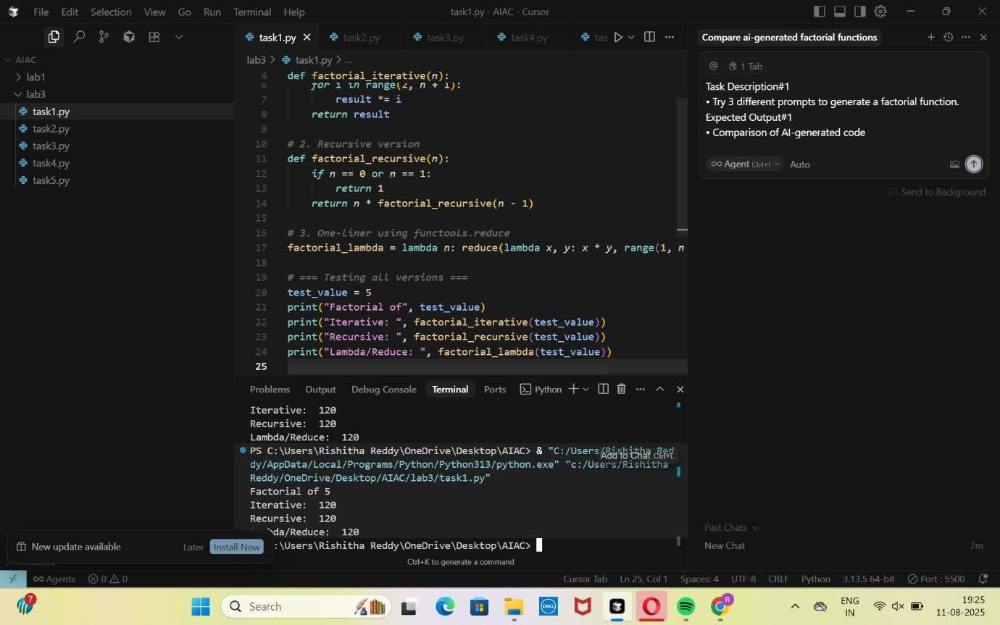 File Edit Selection View Go Run Terminal Help
task1.py - AIAC - Cursor
AIAC
lab1
lab3
task1.py
task2.py
task3.py
task4.py
task5.py
task1.py task2.py task3.py task4.py tas
lab3 > task1.py > ...
4 def factorial_iterative(n):
6 for i in range(2, n + 1):
7 result *= i
8 return result
9
10 # 2. Recursive version
11 def factorial_recursive(n):
12 if n == 0 or n == 1:
13 return 1
14 return n * factorial_recursive(n - 1)
15
16 # 3. One-liner using functools.reduce
17 factorial_lambda = lambda n: reduce(lambda x, y: x * y, range(1, n
18
19 # === Testing all versions ===
20 test_value = 5
21 print("Factorial of", test_value)
22 print("Iterative: ", factorial_iterative(test_value))
23 print("Recursive: ", factorial_recursive(test_value))
24 print("Lambda/Reduce: ", factorial_lambda(test_value))
25
Problems Output Debug Console Terminal Ports Python
Iterative: 120
Recursive: 120
Lambda/Reduce: 120
PS C:\Users\Rishitha Reddy\OneDrive\Desktop\AIAC> & "C:/Users/Rishitha Red
Add to Chat Ctrl+L
dy/AppData/Local/Programs/Python/Python313/python.exe" "c:/Users/Rishitha
Reddy/OneDrive/Desktop/AIAC/lab3/task1.py"
Factorial of 5
Iterative: 120
Recursive: 120
bda/Reduce: 120
:\Users\Rishitha Reddy\OneDrive\Desktop\AIAC>
Ctrl+K to generate a command
Compare ai-generated factorial functions
@ 1 Tab
Task Description#1
• Try 3 different prompts to generate a factorial function.
Expected Output#1
• Comparison of AI-generated code
Agent Ctrl+I Auto
Send to Background
Past Chats
New Chat 7m
New update available Later Install Now
Agents 0 0 Cursor Tab Ln 25, Col 1 Spaces: 4 UTF-8 CRLF Python 3.13.5 64-bit Port : 5500
7
Search
DELL
R
ENG
IN
19:25
11-08-2025